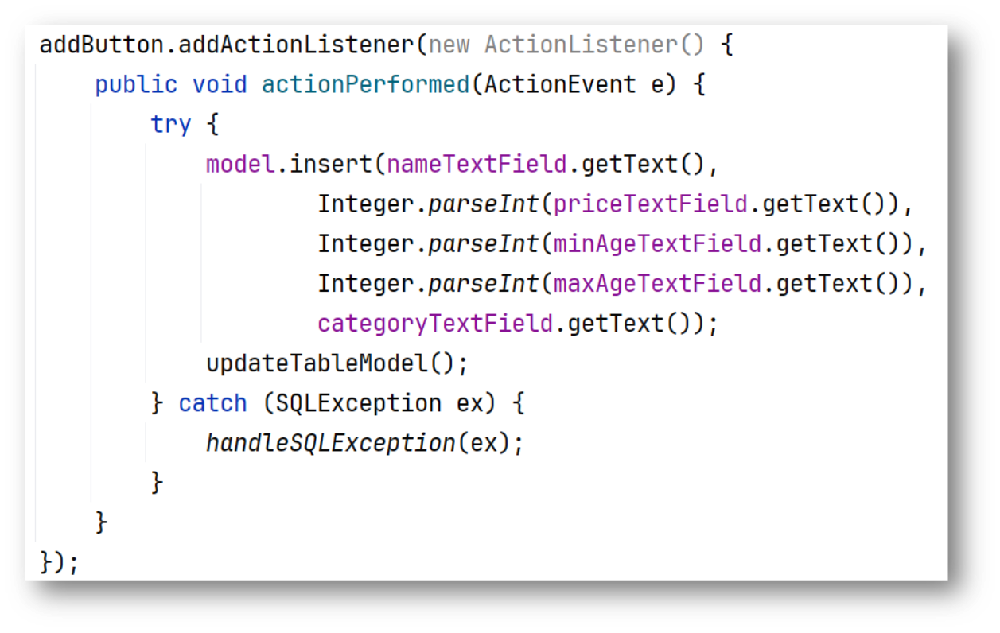 addButton.addActionListener(new ActionListener() {
    public void actionPerformed(ActionEvent e) {
        try {
            model.insert(nameTextField.getText(),
                    Integer.parseInt(priceTextField.getText()),
                    Integer.parseInt(minAgeTextField.getText()),
                    Integer.parseInt(maxAgeTextField.getText()),
                    categoryTextField.getText());
            updateTableModel();
        } catch (SQLException ex) {
            handleSQLException(ex);
        }
    }
});